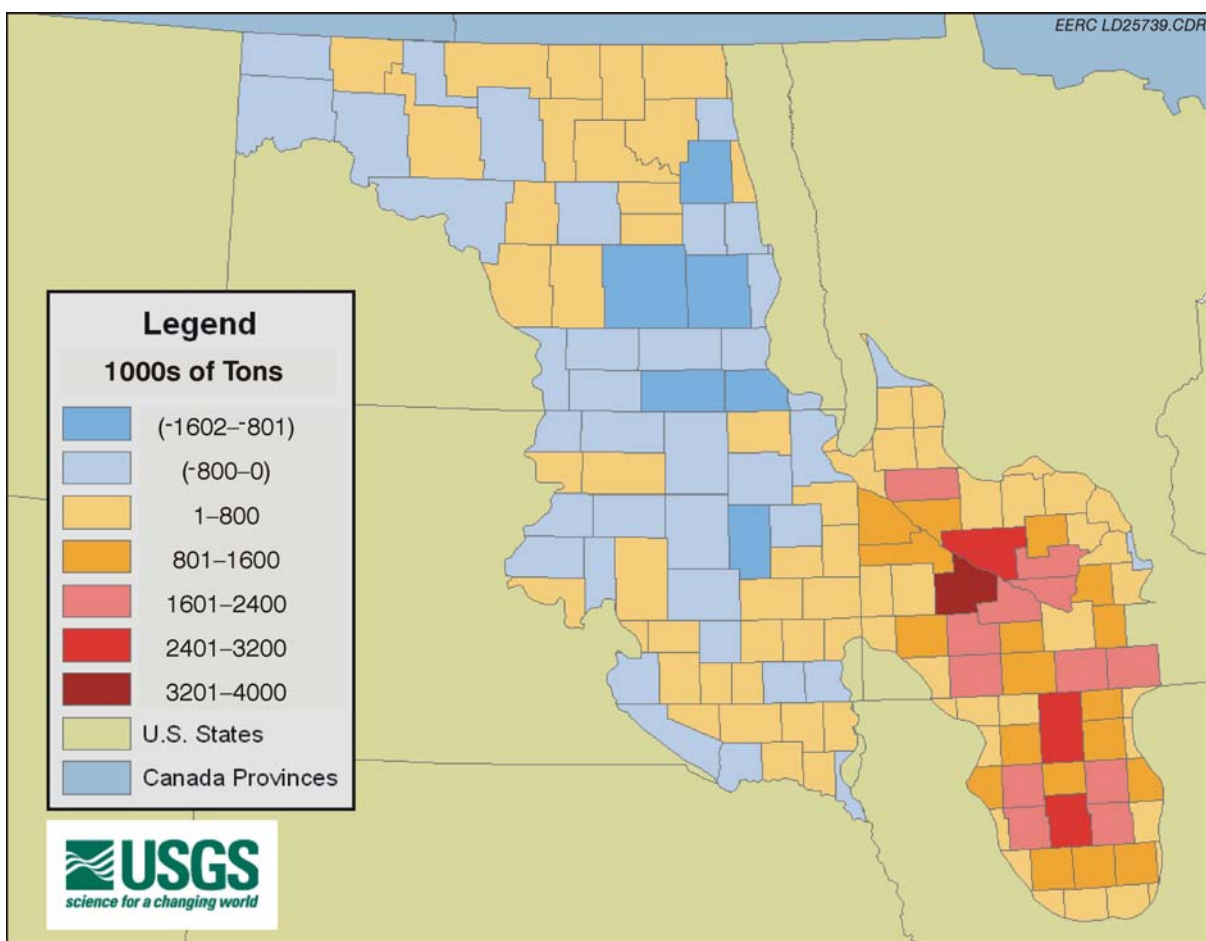 EERC LD25739.CDR
Legend
1000s of Tons
(-1602–-801)
(-800–0)
1–800
801–1600
1601–2400
2401–3200
3201–4000
U.S. States
Canada Provinces
USGS
science for a changing world